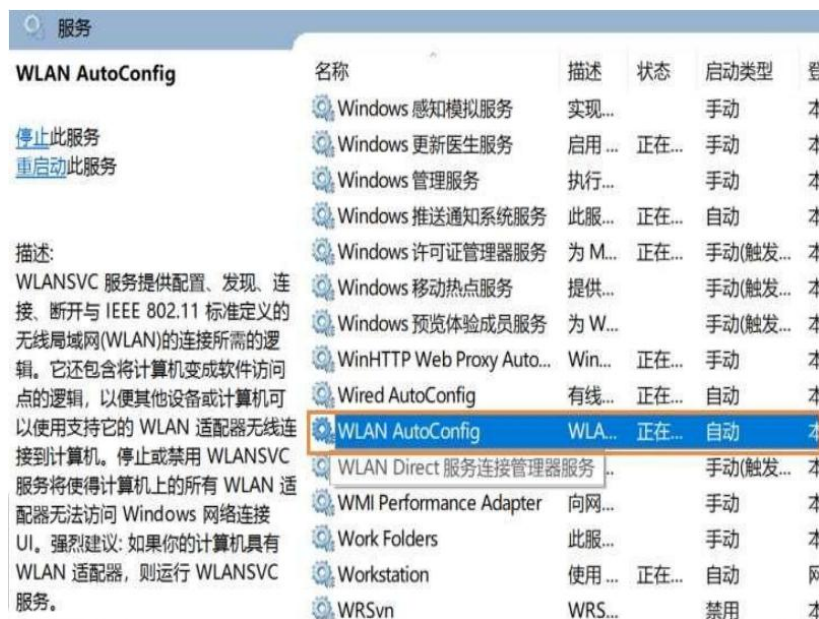 服务
WLAN AutoConfig
停止此服务
重启动此服务
描述:
WLANSVC 服务提供配置、发现、连
接、断开与 IEEE 802.11 标准定义的
无线局域网(WLAN)的连接所需的逻
辑。它还包含将计算机变成软件访问
点的逻辑，以便其他设备或计算机可
以使用支持它的 WLAN 适配器无线连
接到计算机。停止或禁用 WLANSVC
服务将使得计算机上的所有 WLAN 适
配器无法访问 Windows 网络连接
UI。强烈建议: 如果你的计算机具有
WLAN 适配器，则运行 WLANSVC
服务。
名称 描述 状态 启动类型
Windows 感知模拟服务 实现... 手动
Windows 更新医生服务 启用 ... 正在... 手动
Windows 管理服务 执行... 手动
Windows 推送通知系统服务 此服... 正在... 自动
Windows 许可证管理器服务 为 M... 正在... 手动(触发...
Windows 移动热点服务 提供... 手动(触发...
Windows 预览体验成员服务 为 W... 手动(触发...
WinHTTP Web Proxy Auto... Win... 正在... 手动
Wired AutoConfig 有线... 正在... 自动
WLAN AutoConfig WLA... 正在... 自动
WLAN Direct 服务连接管理器服务 .. 手动(触发...
WMI Performance Adapter 向网... 手动
Work Folders 此服... 手动
Workstation 使用 ... 正在... 自动
WRSvn WRS... 禁用